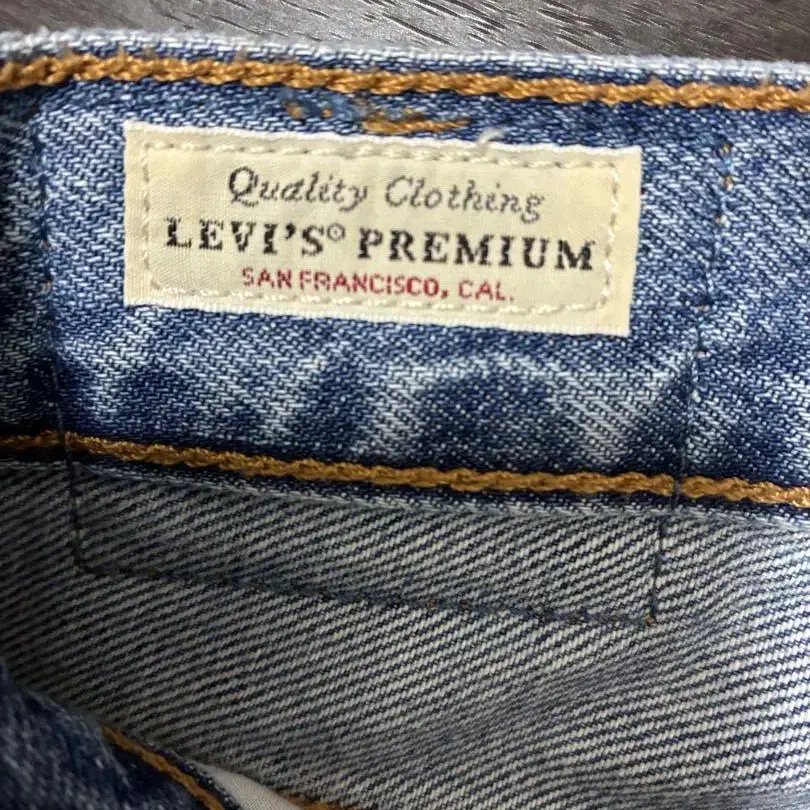 Quality Clothing
LEVI'S® PREMIUM
SAN FRANCISCO, CAL.